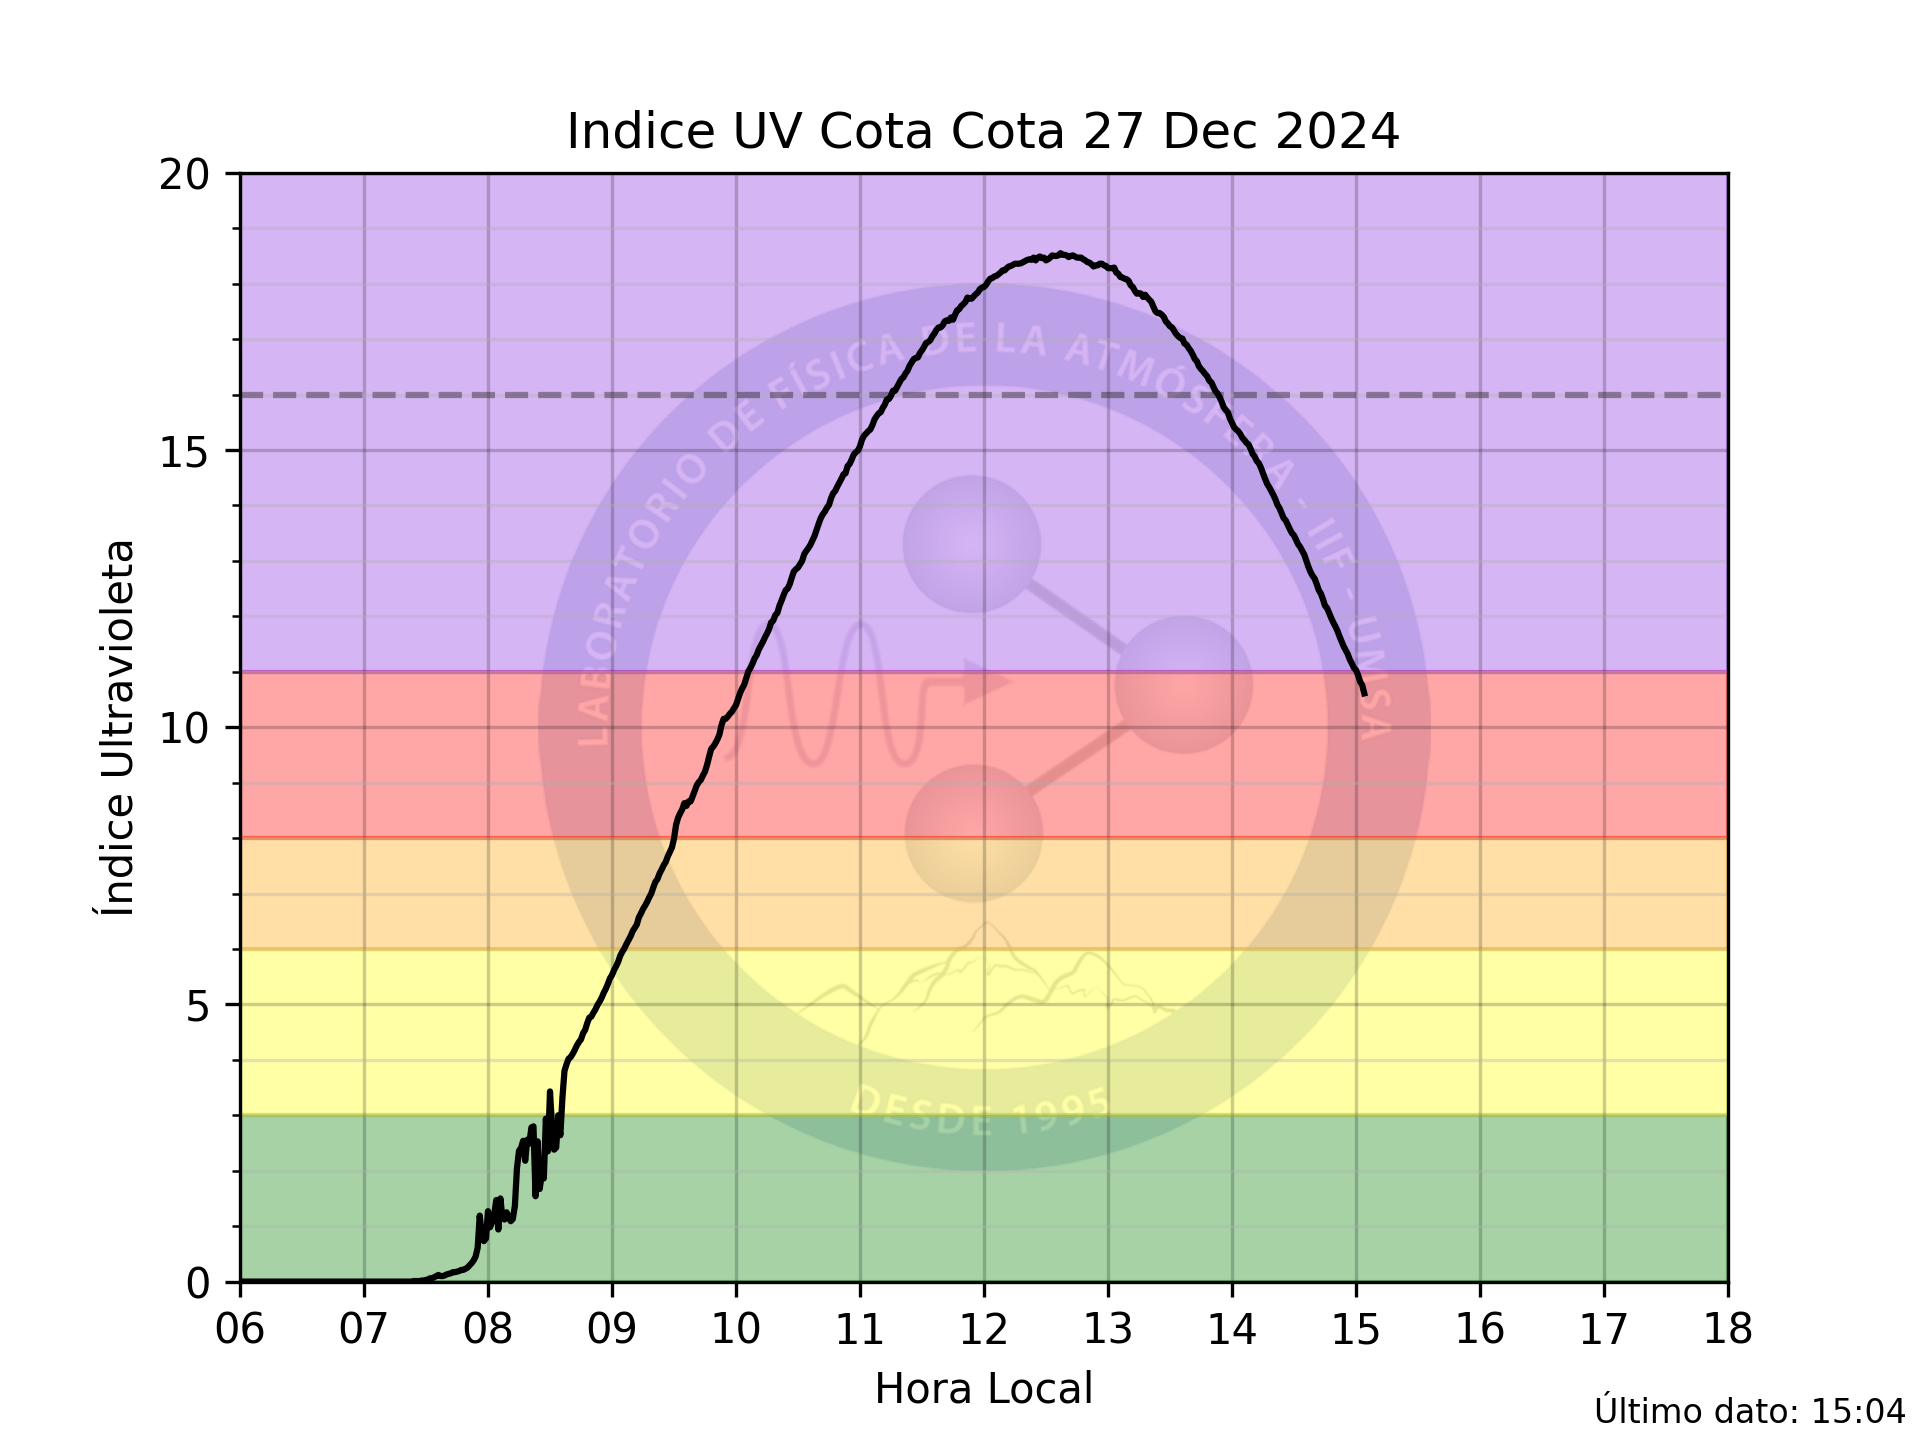 Indice UV Cota Cota 27 Dec 2024
20
15
10
5
0
Índice Ultravioleta
LABORATORIO DE FÍSICA DE LA ATMÓSFERA - IIF - UMSA
DESDE 1995
06 07 08 09 10 11 12 13 14 15 16 17 18
Hora Local
Último dato: 15:04